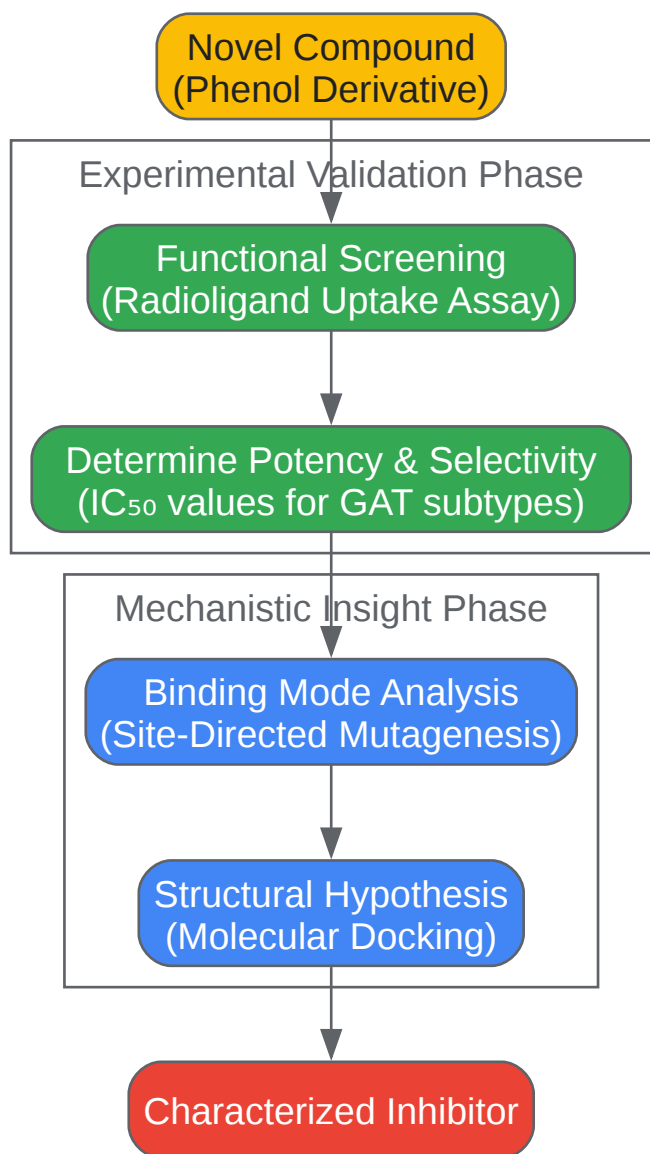 Novel Compound
(Phenol Derivative)
Experimental Validation Phase
Functional Screening
(Radioligand Uptake Assay)
Determine Potency & Selectivity
(IC₅₀ values for GAT subtypes)
Mechanistic Insight Phase
Binding Mode Analysis
(Site-Directed Mutagenesis)
Structural Hypothesis
(Molecular Docking)
Characterized Inhibitor